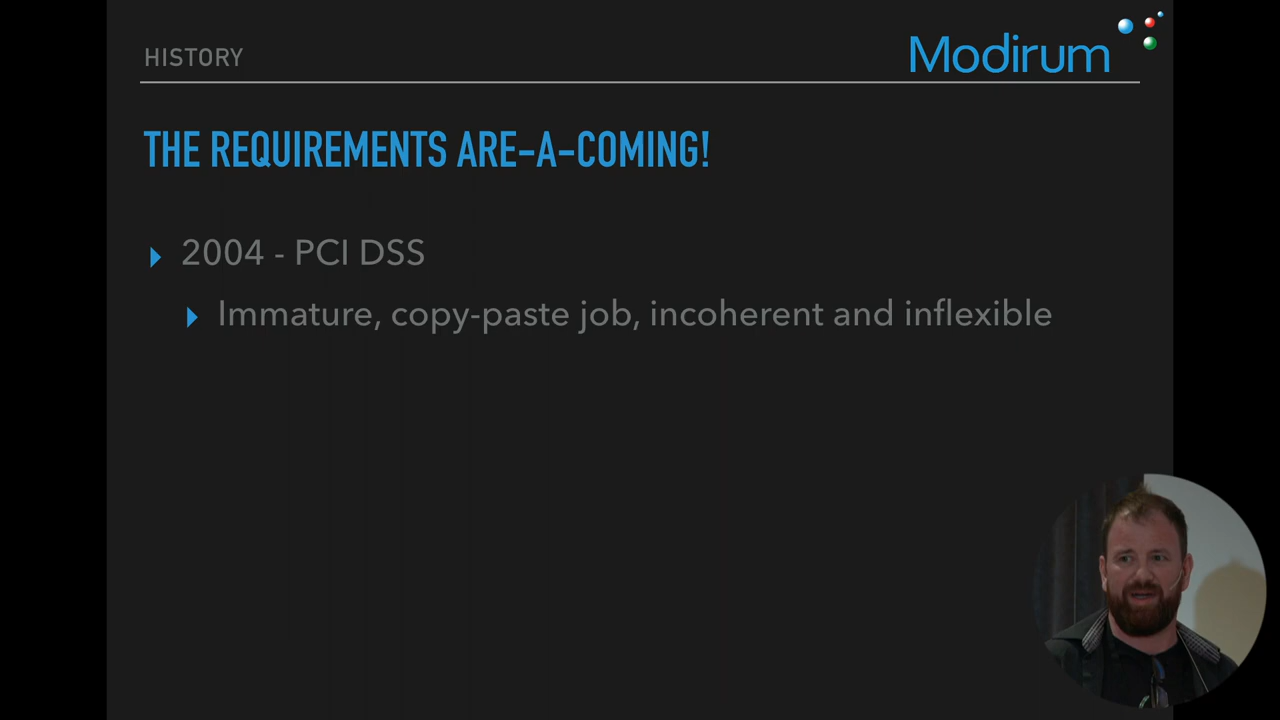 HISTORY
Modirum
THE REQUIREMENTS ARE-A-COMING!
2004 - PCI DSS
Immature, copy-paste job, incoherent and inflexible